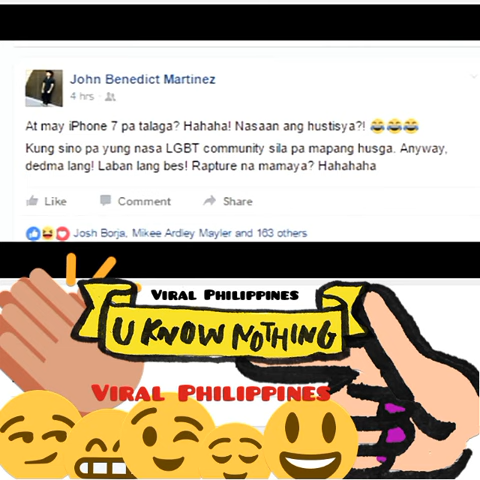 John Benedict Martinez
4 hrs
At may iPhone 7 pa talaga? Hahaha! Nasaan ang hustisya?! 😂😂😂
Kung sino pa yung nasa LGBT community sila pa mapang husga. Anyway,
dedma lang! Laban lang bes! Rapture na mamaya? Hahahaha
Like Comment Share
Josh Borja, Mikee Ardley Mayler and 163 others
Viral Philippines
U KNOW NOTHING
Viral Philippines